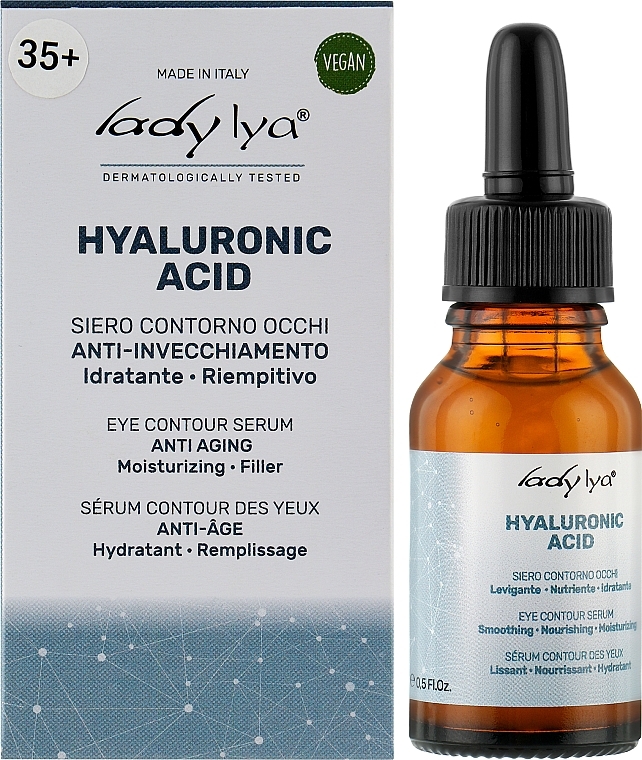 35+
VEGAN
MADE IN ITALY
lady lya®
DERMATOLOGICALLY TESTED
HYALURONIC
ACID
SIERO CONTORNO OCCHI
ANTI-INVECCHIAMENTO
Idratante • Riempitivo
EYE CONTOUR SERUM
ANTI AGING
Moisturizing • Filler
SÉRUM CONTOUR DES YEUX
ANTI-ÂGE
Hydratant • Remplissage
lady lya®
HYALURONIC
ACID
SIERO CONTORNO OCCHI
Levigante • Nutriente • Idratante
EYE CONTOUR SERUM
Smoothing • Nourishing • Moisturizing
SÉRUM CONTOUR DES YEUX
Lissant • Nourrissant • Hydratant
℮ 0.5 Fl.Oz.